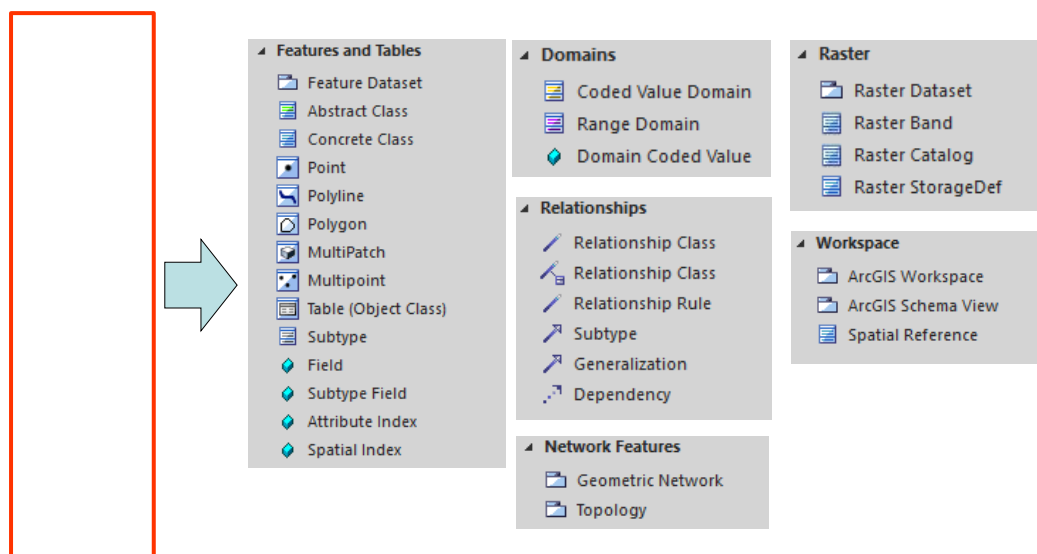 Features and Tables
Feature Dataset
Abstract Class
Concrete Class
Point
Polyline
Polygon
MultiPatch
Multipoint
Table (Object Class)
Subtype
Field
Subtype Field
Attribute Index
Spatial Index
Domains
Coded Value Domain
Range Domain
Domain Coded Value
Relationships
Relationship Class
Relationship Class
Relationship Rule
Subtype
Generalization
Dependency
Network Features
Geometric Network
Topology
Raster
Raster Dataset
Raster Band
Raster Catalog
Raster StorageDef
Workspace
ArcGIS Workspace
ArcGIS Schema View
Spatial Reference